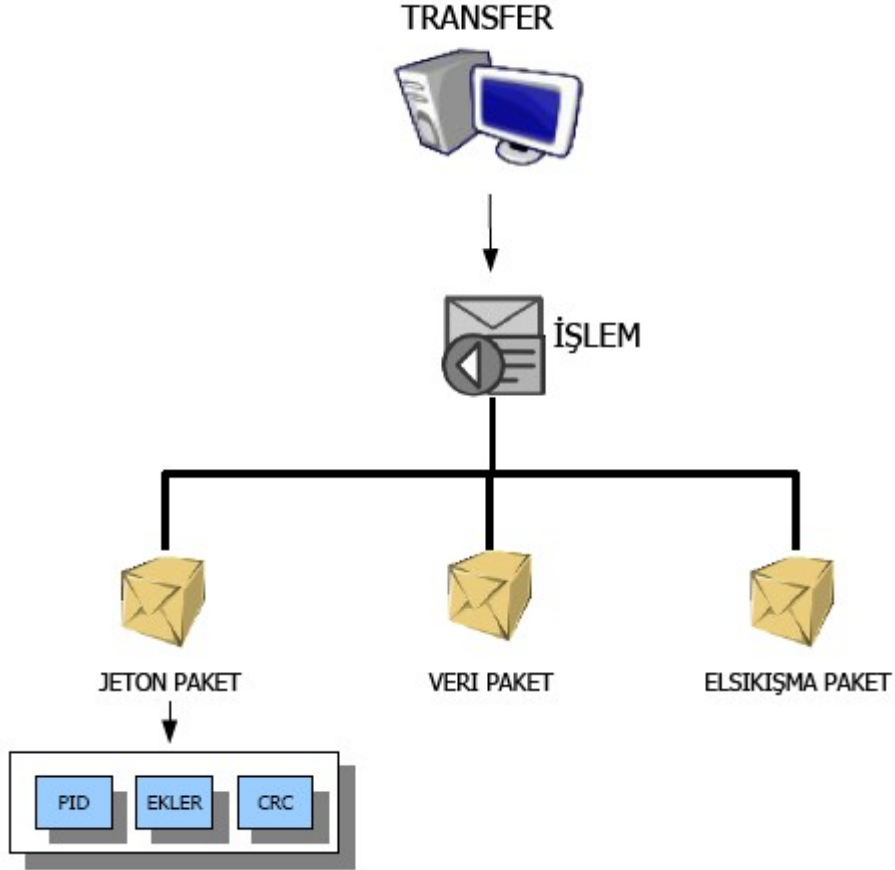 TRANSFER
İŞLEM
JETON PAKET
VERI PAKET
ELSIKIŞMA PAKET
PID
EKLER
CRC